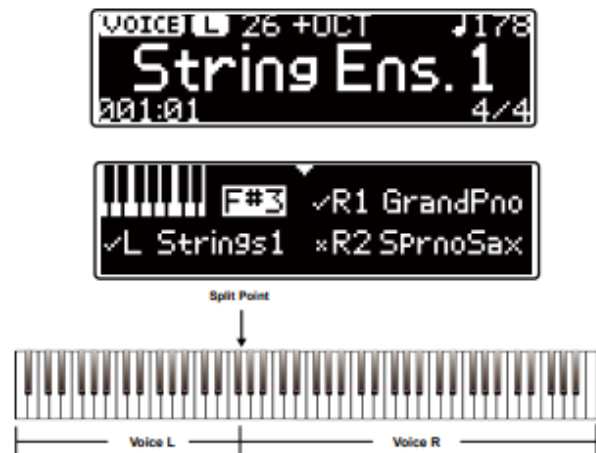 VOICE L 26 +OCT ♩178
String Ens. 1
001:01 4/4
F#3 ✓R1 GrandPno
✓L Strings1 ×R2 SPrnoSax
Split Point
Voice L Voice R